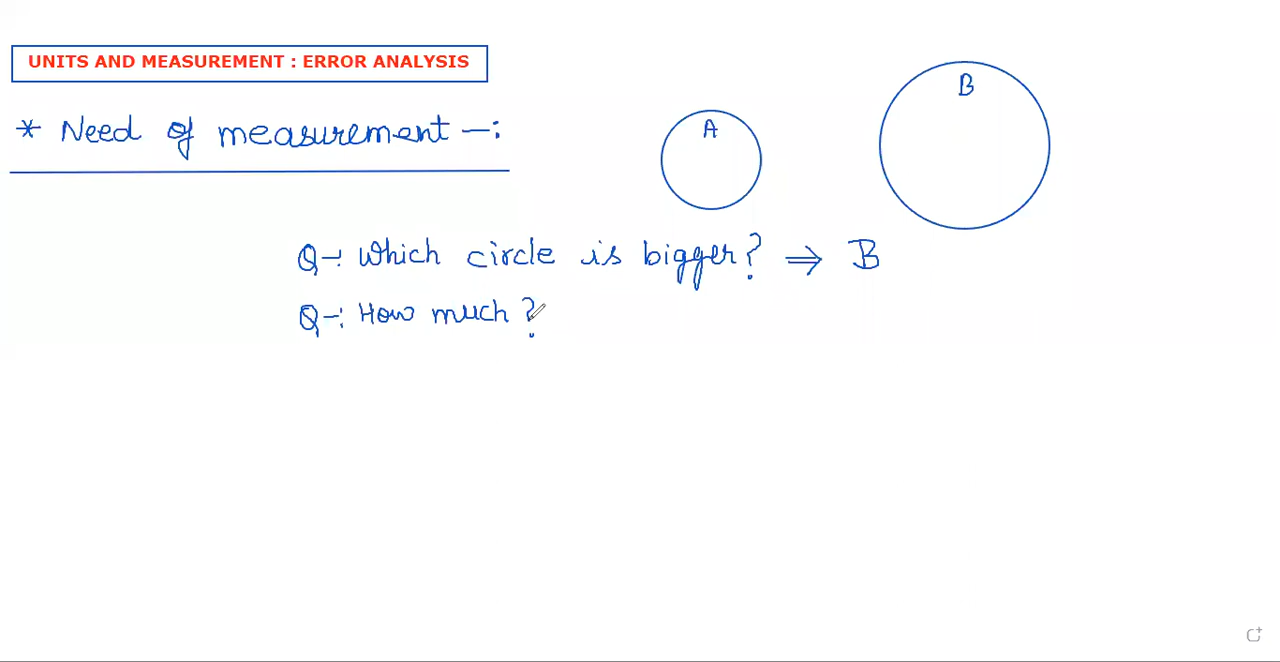 UNITS AND MEASUREMENT : ERROR ANALYSIS
* Need of measurement –:
A
B
Q–: Which circle is bigger? ⇒ B
Q–: How much ?